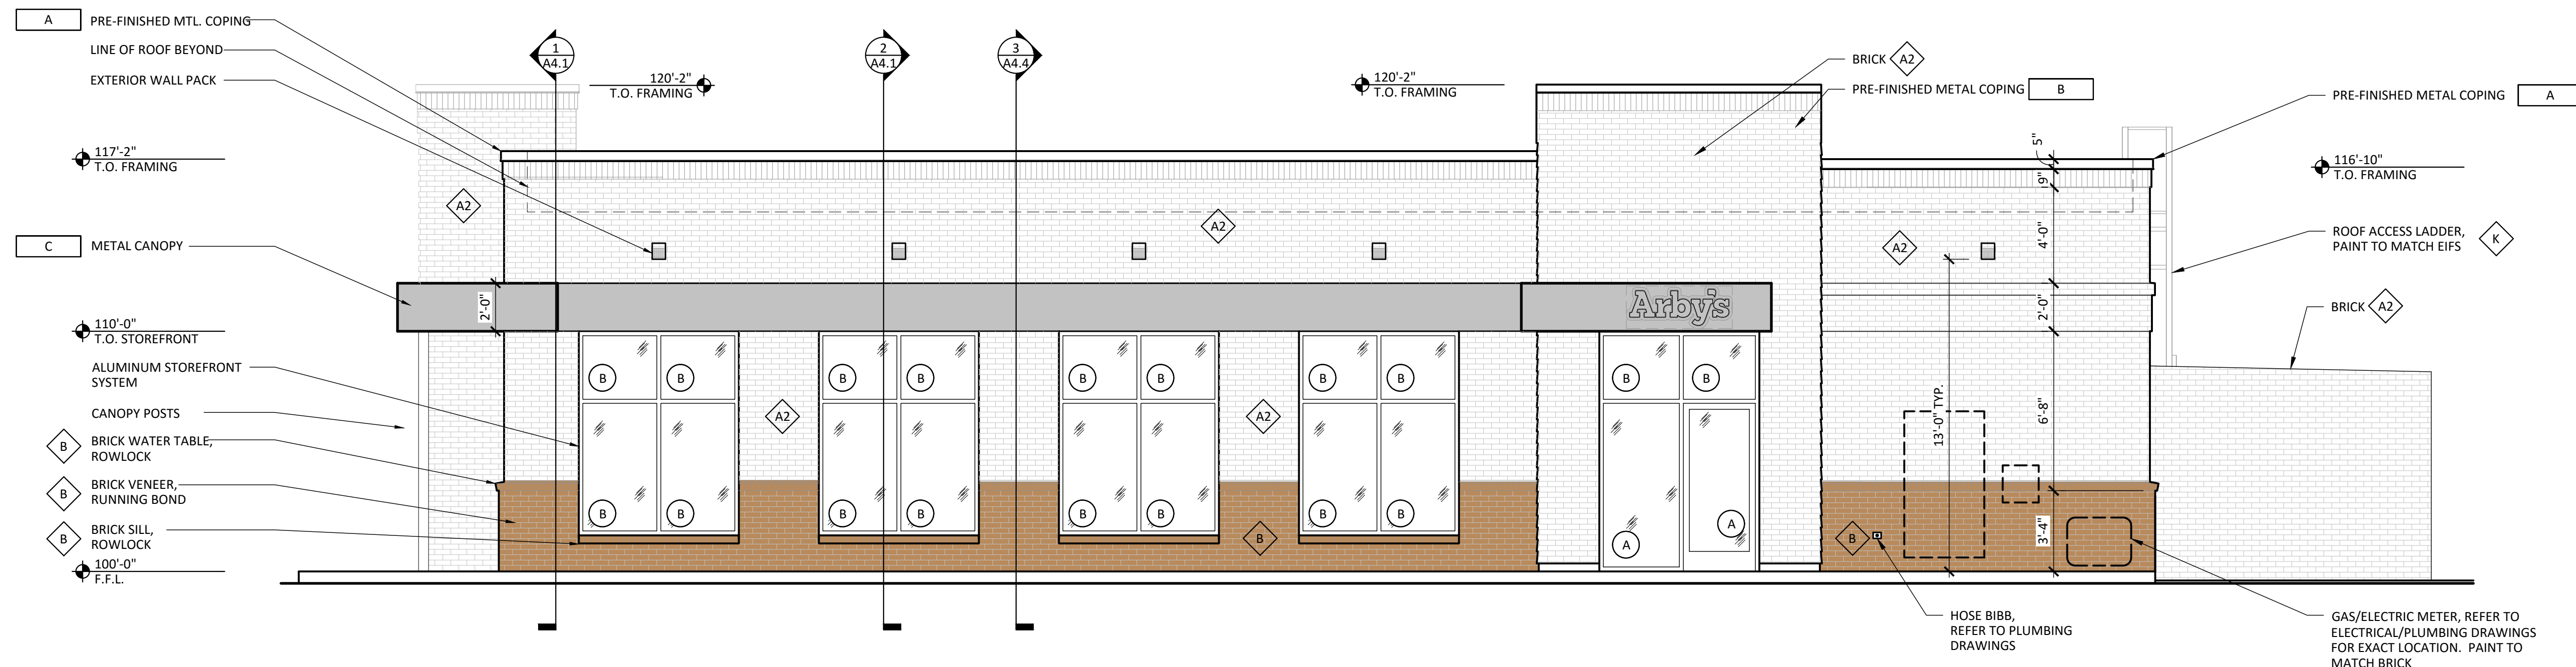 A
PRE-FINISHED MTL. COPING
LINE OF ROOF BEYOND
EXTERIOR WALL PACK
1
A4.1
2
A4.1
3
A4.4
120'-2"
T.O. FRAMING
120'-2"
T.O. FRAMING
BRICK A2
PRE-FINISHED METAL COPING B
PRE-FINISHED METAL COPING A
117'-2"
T.O. FRAMING
5"
9"
116'-10"
T.O. FRAMING
A2
A2
A2
4'-0"
ROOF ACCESS LADDER,
PAINT TO MATCH EIFS
K
C
METAL CANOPY
2'-0"
Arby's
2'-0"
BRICK A2
110'-0"
T.O. STOREFRONT
ALUMINUM STOREFRONT
SYSTEM
B B B B B B B B B B
CANOPY POSTS
A2
A2
13'-0" TYP.
6'-8"
B
BRICK WATER TABLE,
ROWLOCK
B
BRICK VENEER,
RUNNING BOND
B B B B B B B B
A
A
B
BRICK SILL,
ROWLOCK
B
B
3'-4"
100'-0"
F.F.L.
HOSE BIBB,
REFER TO PLUMBING
DRAWINGS
GAS/ELECTRIC METER, REFER TO
ELECTRICAL/PLUMBING DRAWINGS
FOR EXACT LOCATION. PAINT TO
MATCH BRICK